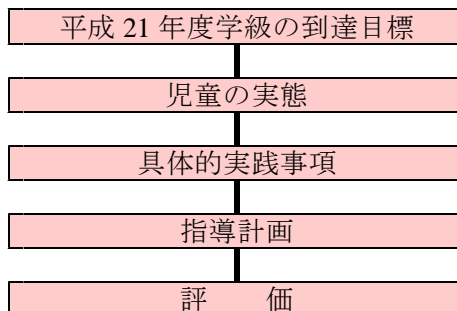 平成 21 年度学級の到達目標
児童の実態
具体的実践事項
指導計画
評　　価